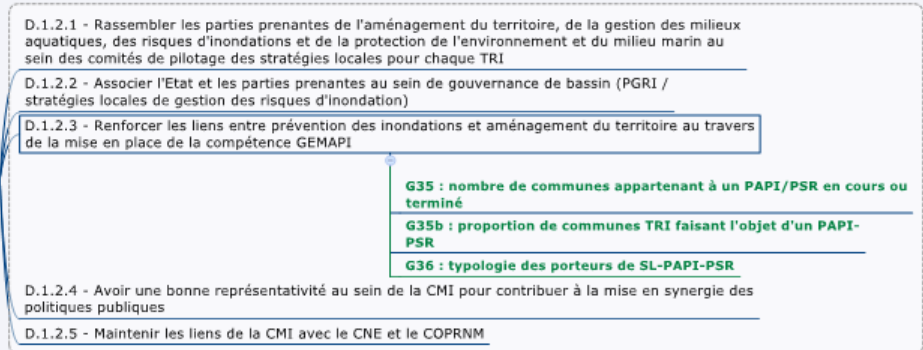 D.1.2.1 - Rassembler les parties prenantes de l'aménagement du territoire, de la gestion des milieux
aquatiques, des risques d'inondations et de la protection de l'environnement et du milieu marin au
sein des comités de pilotage des stratégies locales pour chaque TRI
D.1.2.2 - Associer l'Etat et les parties prenantes au sein de gouvernance de bassin (PGRI /
stratégies locales de gestion des risques d'inondation)
D.1.2.3 - Renforcer les liens entre prévention des inondations et aménagement du territoire au travers
de la mise en place de la compétence GEMAPI
G35 : nombre de communes appartenant à un PAPI/PSR en cours ou
terminé
G35b : proportion de communes TRI faisant l'objet d'un PAPI-
PSR
G36 : typologie des porteurs de SL-PAPI-PSR
D.1.2.4 - Avoir une bonne représentativité au sein de la CMI pour contribuer à la mise en synergie des
politiques publiques
D.1.2.5 - Maintenir les liens de la CMI avec le CNE et le COPRNM